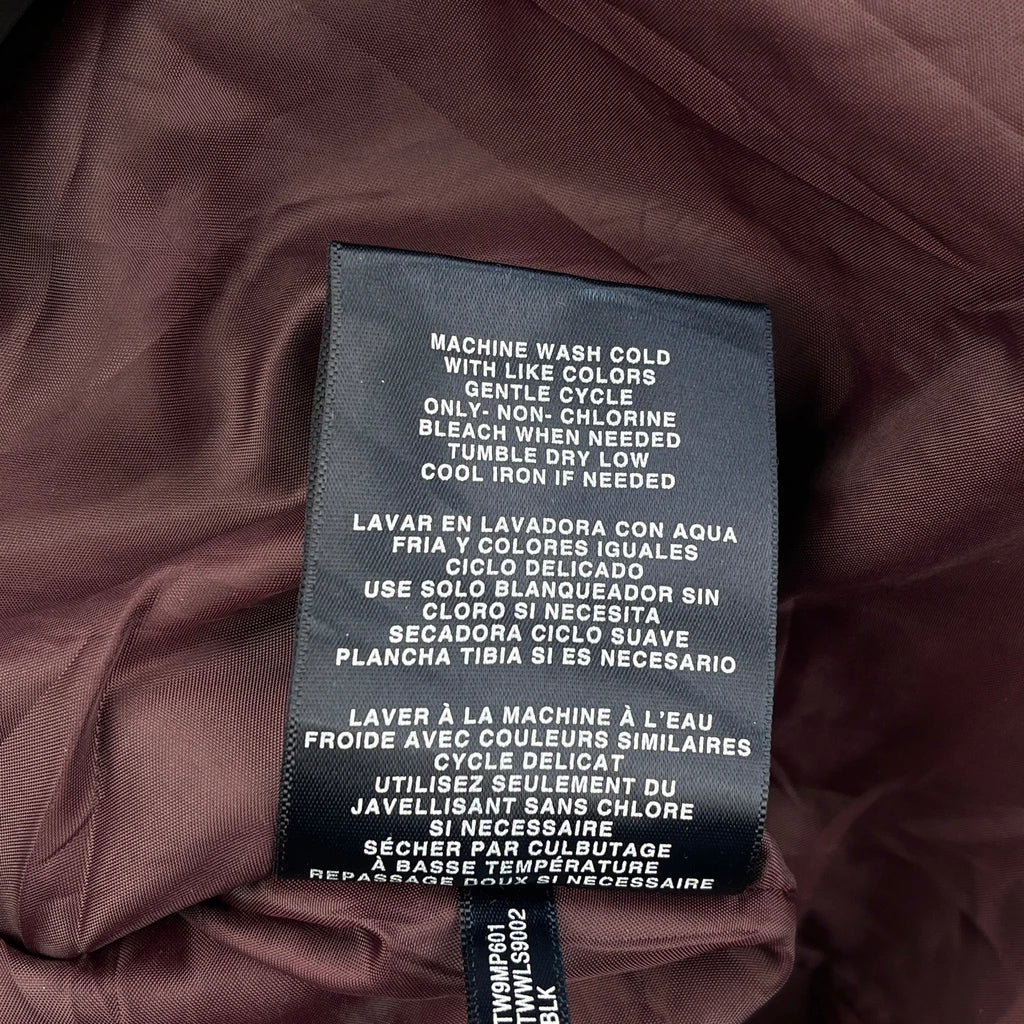 MACHINE WASH COLD
WITH LIKE COLORS
GENTLE CYCLE
ONLY- NON- CHLORINE
BLEACH WHEN NEEDED
TUMBLE DRY LOW
COOL IRON IF NEEDED
LAVAR EN LAVADORA CON AQUA
FRIA Y COLORES IGUALES
CICLO DELICADO
USE SOLO BLANQUEADOR SIN
CLORO SI NECESITA
SECADORA CICLO SUAVE
PLANCHA TIBIA SI ES NECESARIO
LAVER À LA MACHINE À L'EAU
FROIDE AVEC COULEURS SIMILAIRES
CYCLE DELICAT
UTILISEZ SEULEMENT DU
JAVELLISANT SANS CHLORE
SI NECESSAIRE
SÉCHER PAR CULBUTAGE
À BASSE TEMPÉRATURE
REPASSAGE DOUX SI NECESSAIRE
TW9MP601
TWWLS9002
BLK